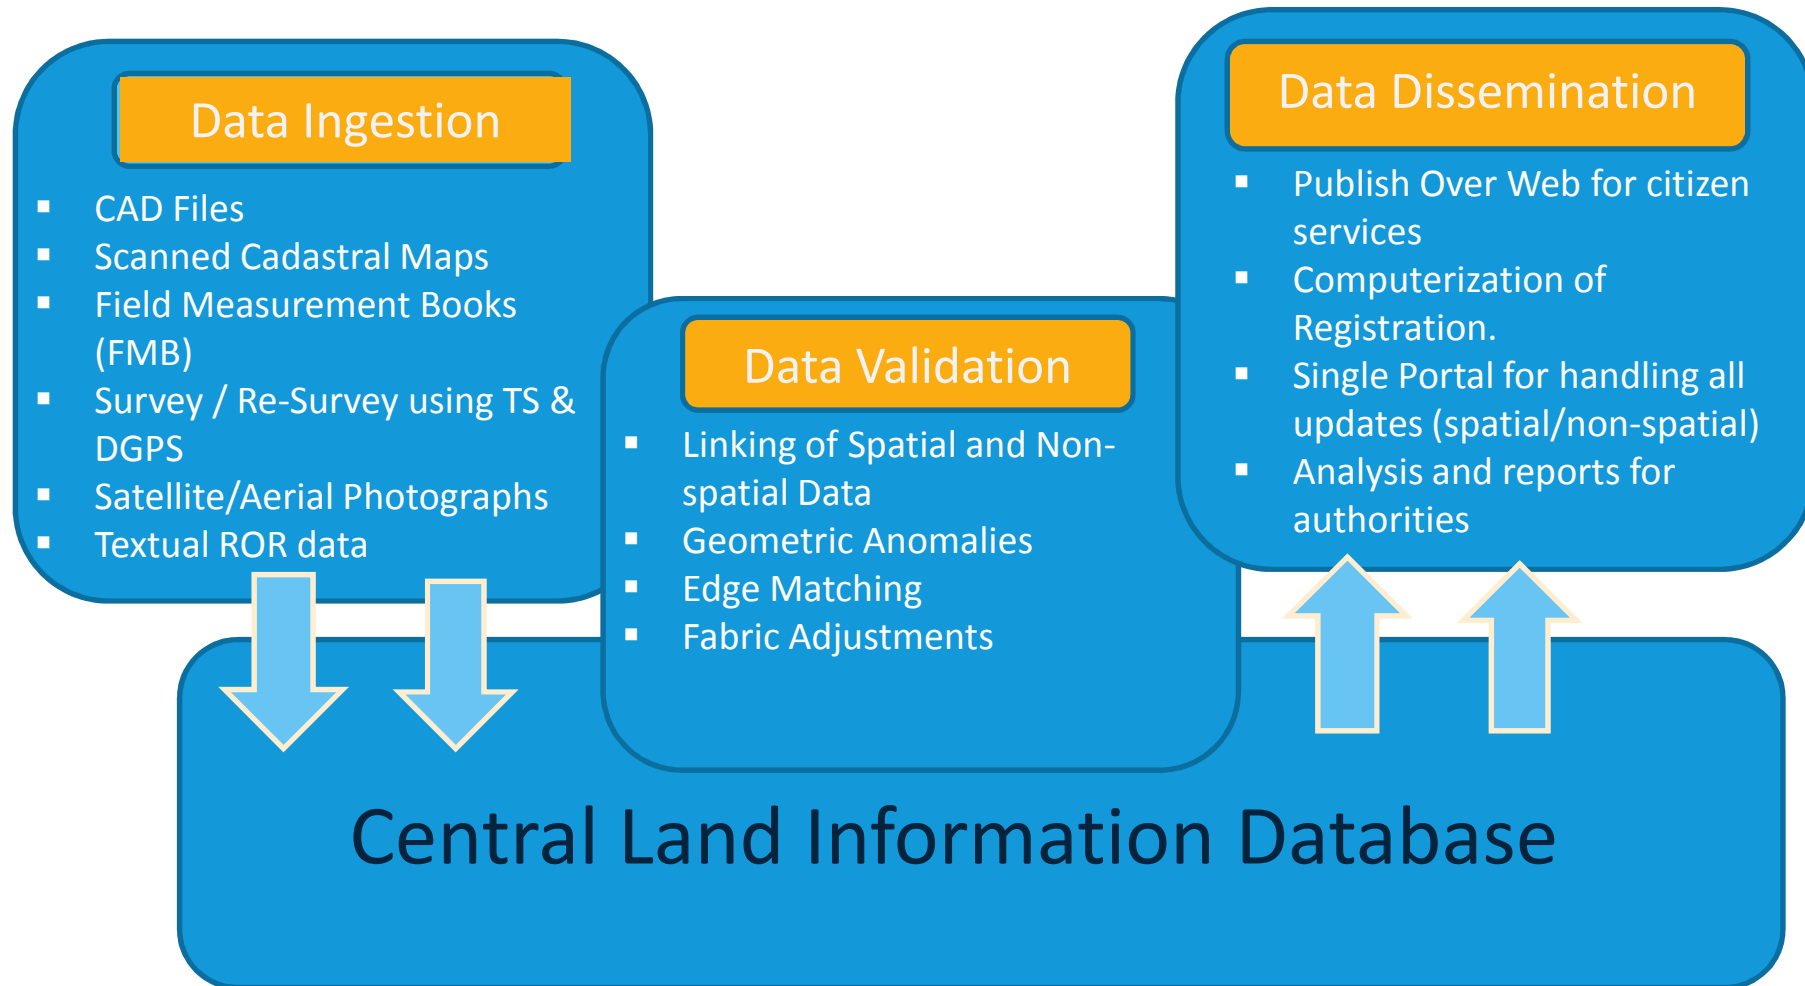 Data Ingestion
▪ CAD Files
▪ Scanned Cadastral Maps
▪ Field Measurement Books
(FMB)
▪ Survey / Re-Survey using TS &
DGPS
▪ Satellite/Aerial Photographs
▪ Textual ROR data
Data Validation
▪ Linking of Spatial and Non-
spatial Data
▪ Geometric Anomalies
▪ Edge Matching
▪ Fabric Adjustments
Data Dissemination
▪ Publish Over Web for citizen
services
▪ Computerization of
Registration.
▪ Single Portal for handling all
updates (spatial/non-spatial)
▪ Analysis and reports for
authorities
Central Land Information Database